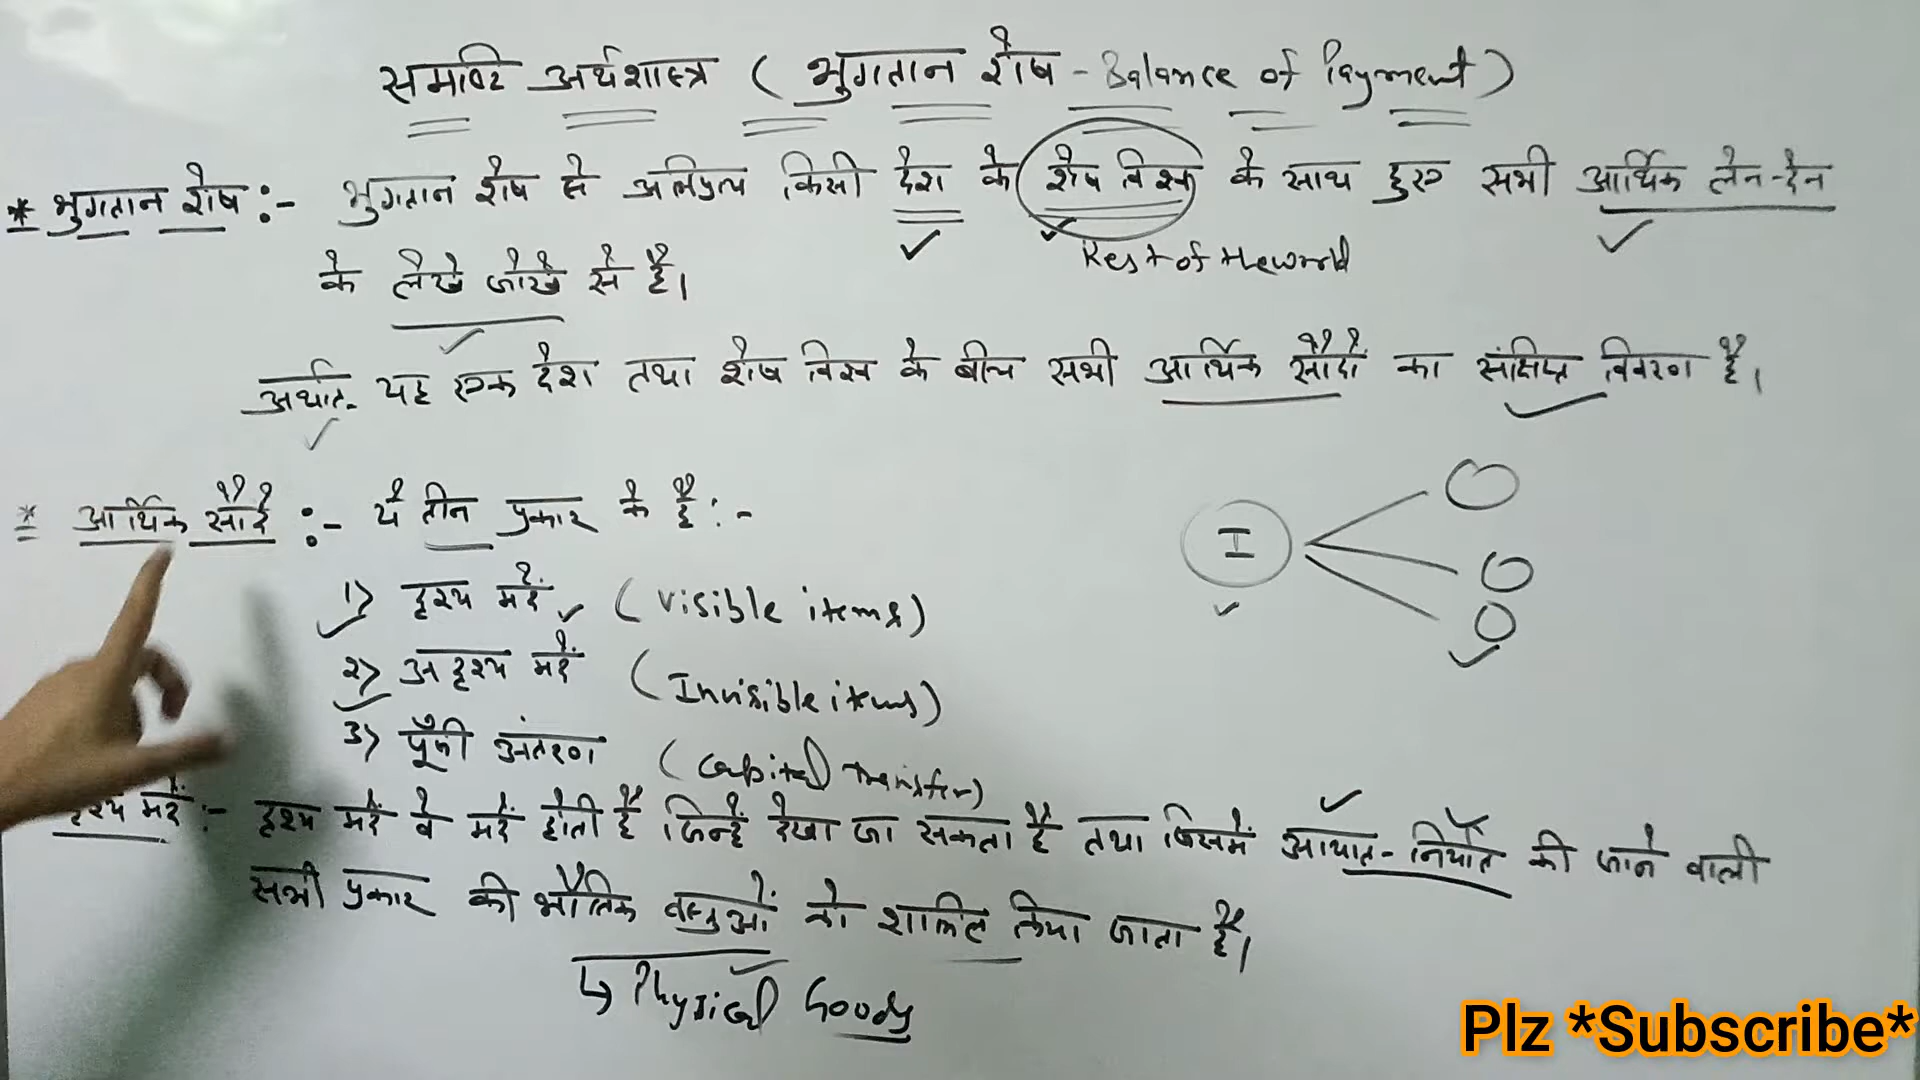 समष्टि अर्थशास्त्र ( भुगतान शेष - Balance of Payment )
* भुगतान शेष :- भुगतान शेष से अभिप्राय किसी देश के शेष विश्व के साथ हुए सभी आर्थिक लेन-देन
Rest of the world
के लेखे जोखे से है।
अर्थात- यह एक देश तथा शेष विश्व के बीच सभी आर्थिक सौदों का संक्षिप्त विवरण है।
* आर्थिक सौदे :- ये तीन प्रकार के हैं :-
I
1) दृश्य मदें (Visible items)
2) अदृश्य मदें (Invisible items)
3) पूँजी अंतरण (Capital transfer)
दृश्य मदें :- दृश्य मदें वे मदें होती हैं जिन्हें देखा जा सकता है तथा जिसमें आयात-निर्यात की जाने वाली
सभी प्रकार की भौतिक वस्तुओं को शामिल किया जाता है।
↳ Physical Goods
Plz *Subscribe*